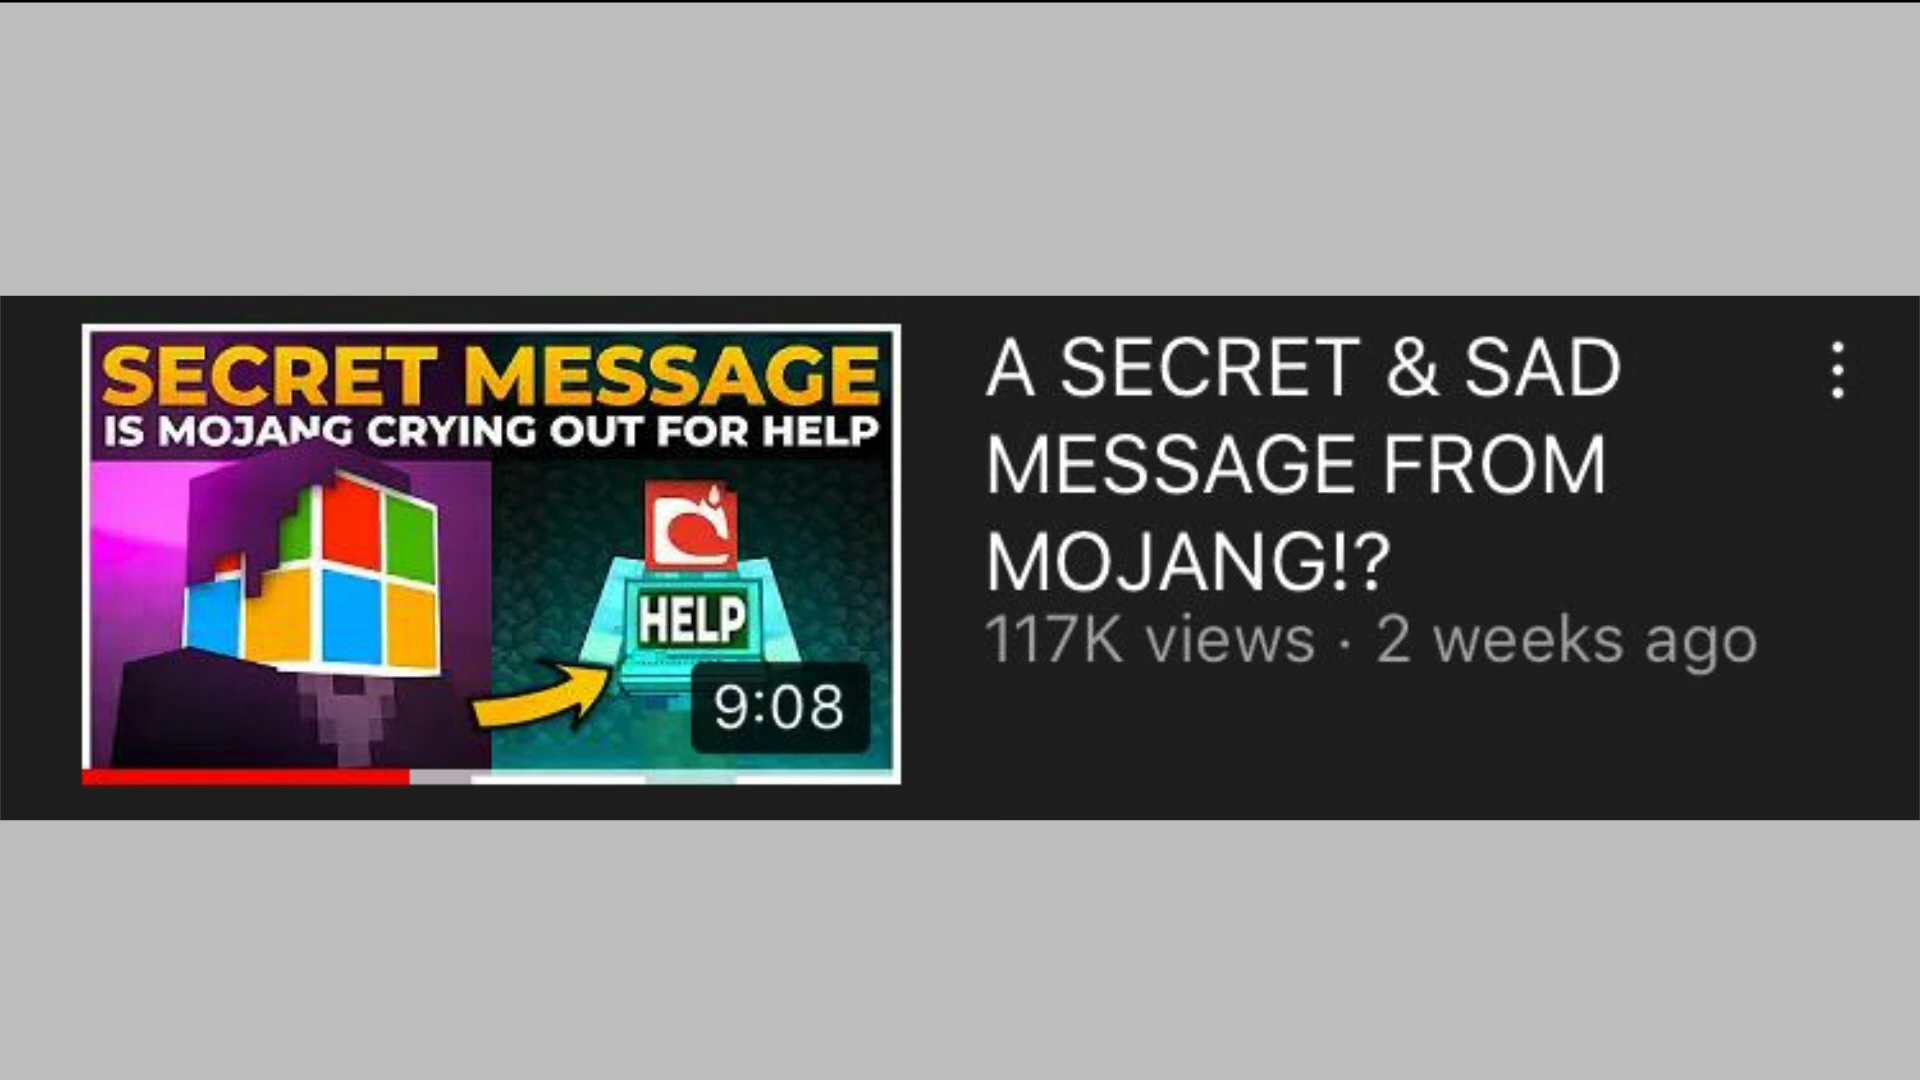 SECRET MESSAGE
IS MOJANG CRYING OUT FOR HELP
HELP
9:08
A SECRET & SAD
MESSAGE FROM
MOJANG!?
117K views · 2 weeks ago